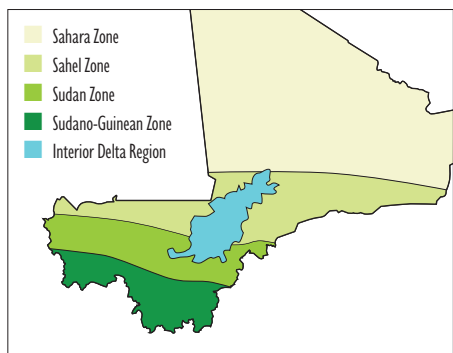 Sahara Zone
Sahel Zone
Sudan Zone
Sudano-Guinean Zone
Interior Delta Region